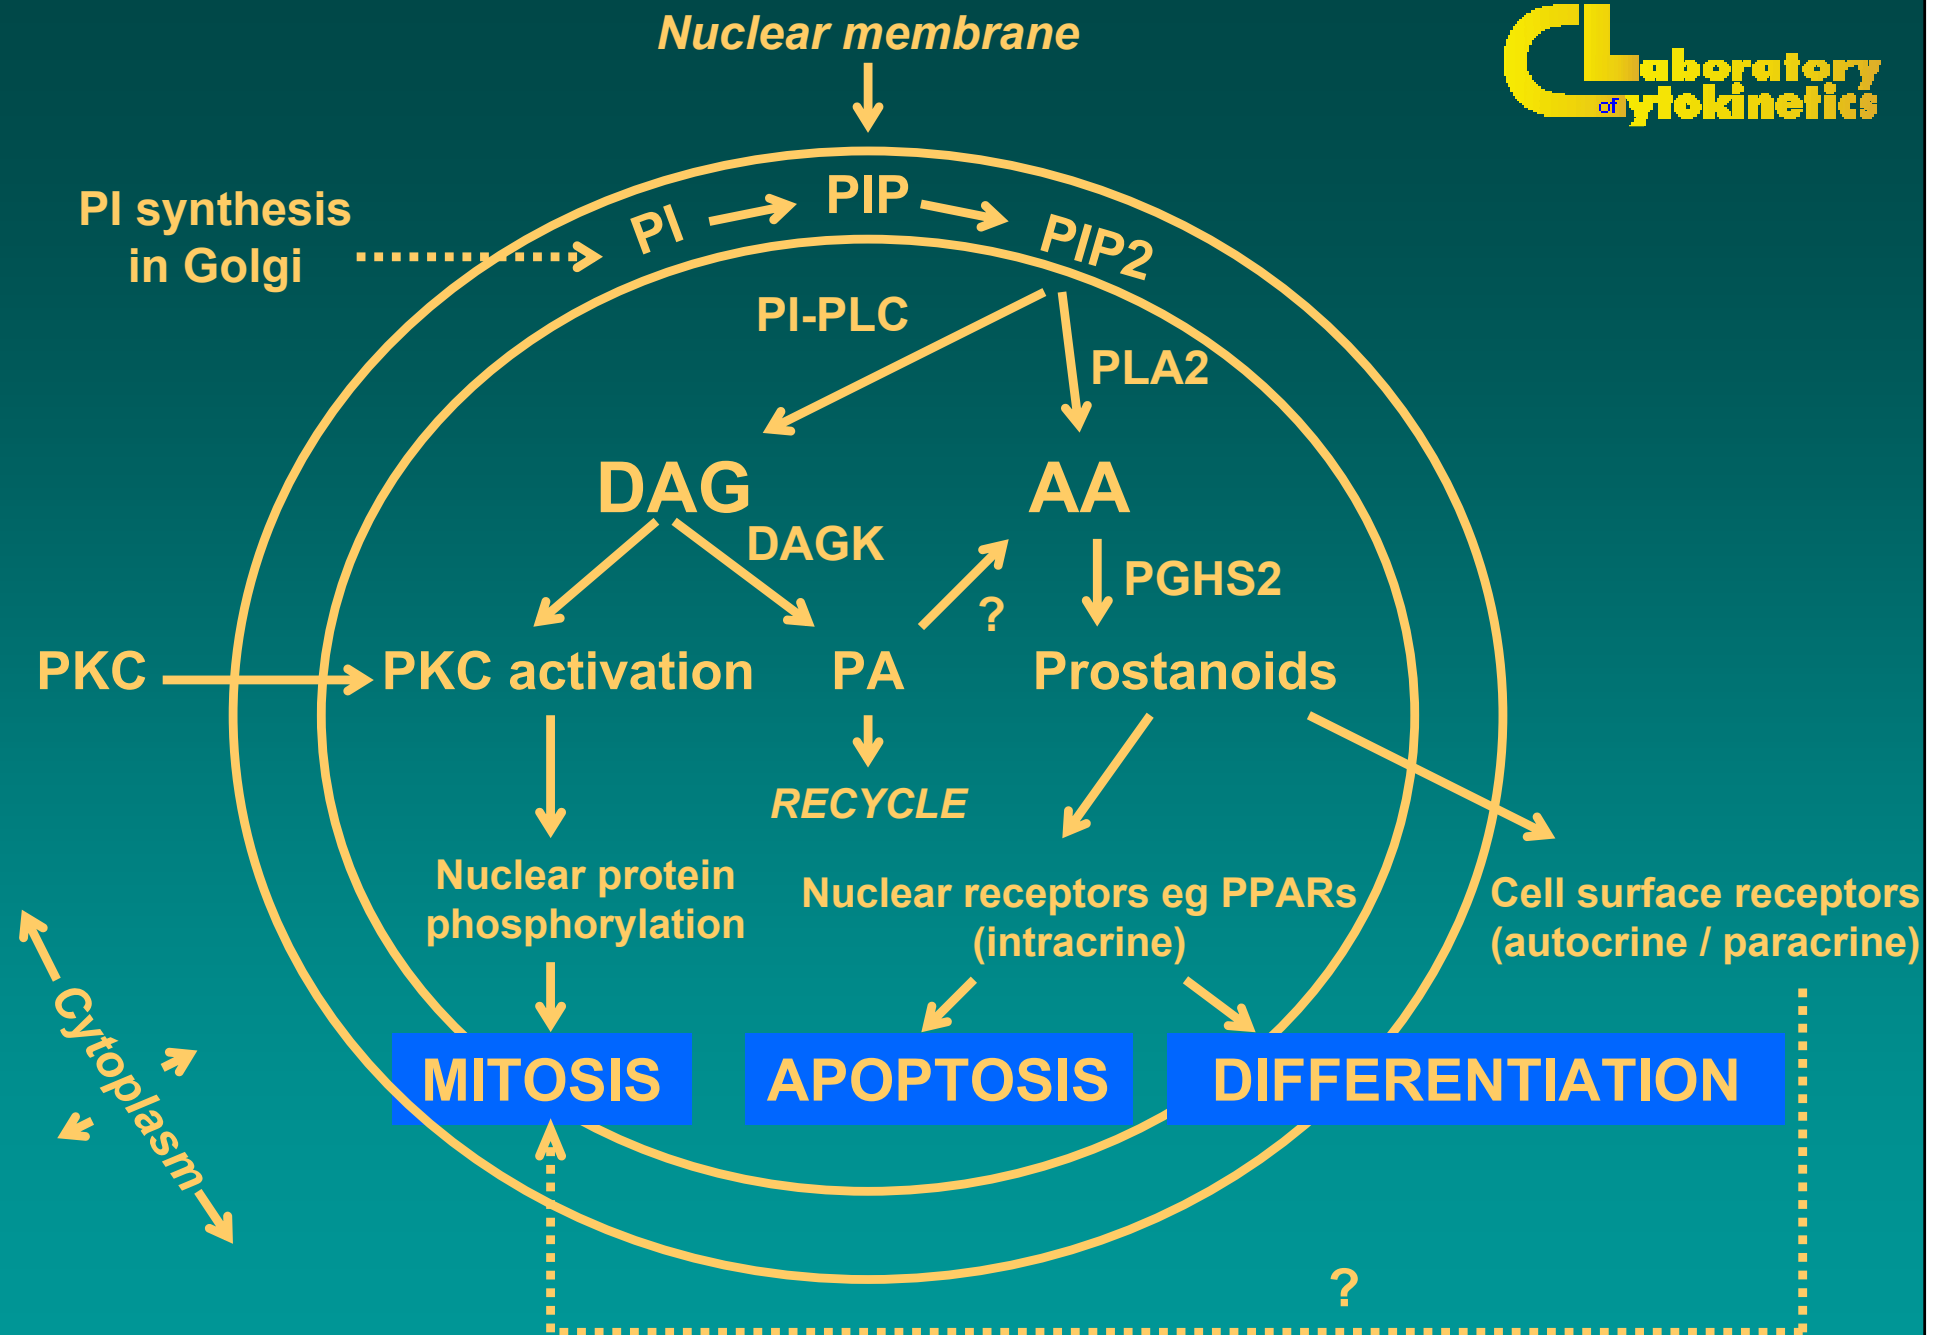 Nuclear membrane
Laboratory
of Cytokinetics
PI synthesis
in Golgi
PI
PIP
PIP2
PI-PLC
PLA2
DAG
AA
DAGK
PGHS2
?
PKC
PKC activation
PA
Prostanoids
RECYCLE
Nuclear protein
phosphorylation
Nuclear receptors eg PPARs
(intracrine)
Cell surface receptors
(autocrine / paracrine)
Cytoplasm
MITOSIS
APOPTOSIS
DIFFERENTIATION
?